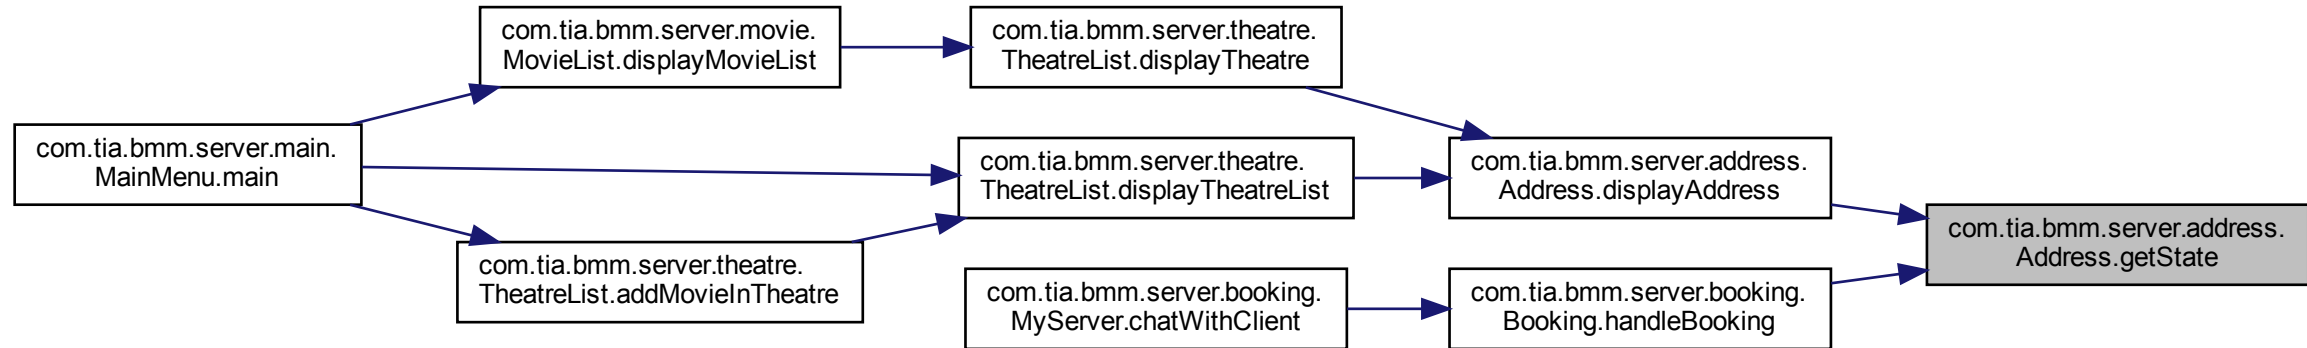 com.tia.bmm.server.movie.
MovieList.displayMovieList
com.tia.bmm.server.theatre.
TheatreList.displayTheatre
com.tia.bmm.server.main.
MainMenu.main
com.tia.bmm.server.theatre.
TheatreList.displayTheatreList
com.tia.bmm.server.address.
Address.displayAddress
com.tia.bmm.server.address.
Address.getState
com.tia.bmm.server.theatre.
TheatreList.addMovieInTheatre
com.tia.bmm.server.booking.
MyServer.chatWithClient
com.tia.bmm.server.booking.
Booking.handleBooking